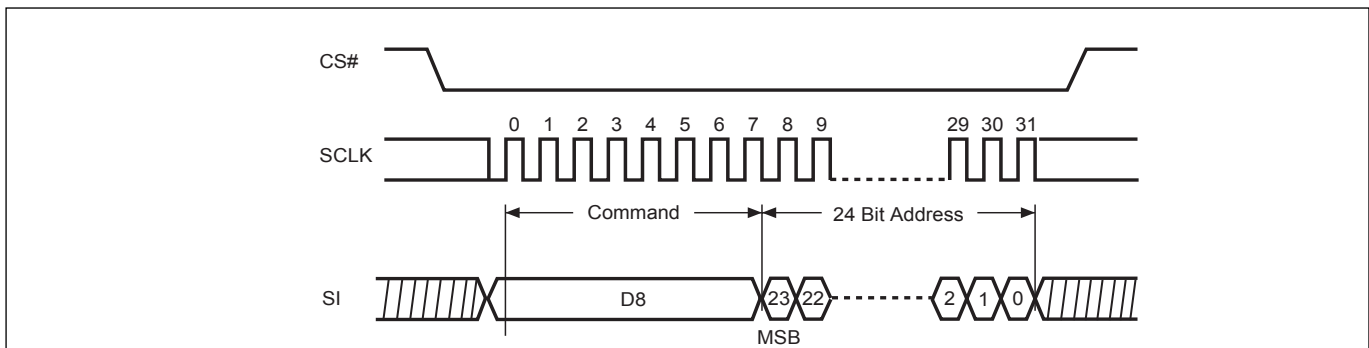 CS#
0 1 2 3 4 5 6 7 8 9 29 30 31
SCLK
Command 24 Bit Address
SI D8 23 22 2 1 0
MSB